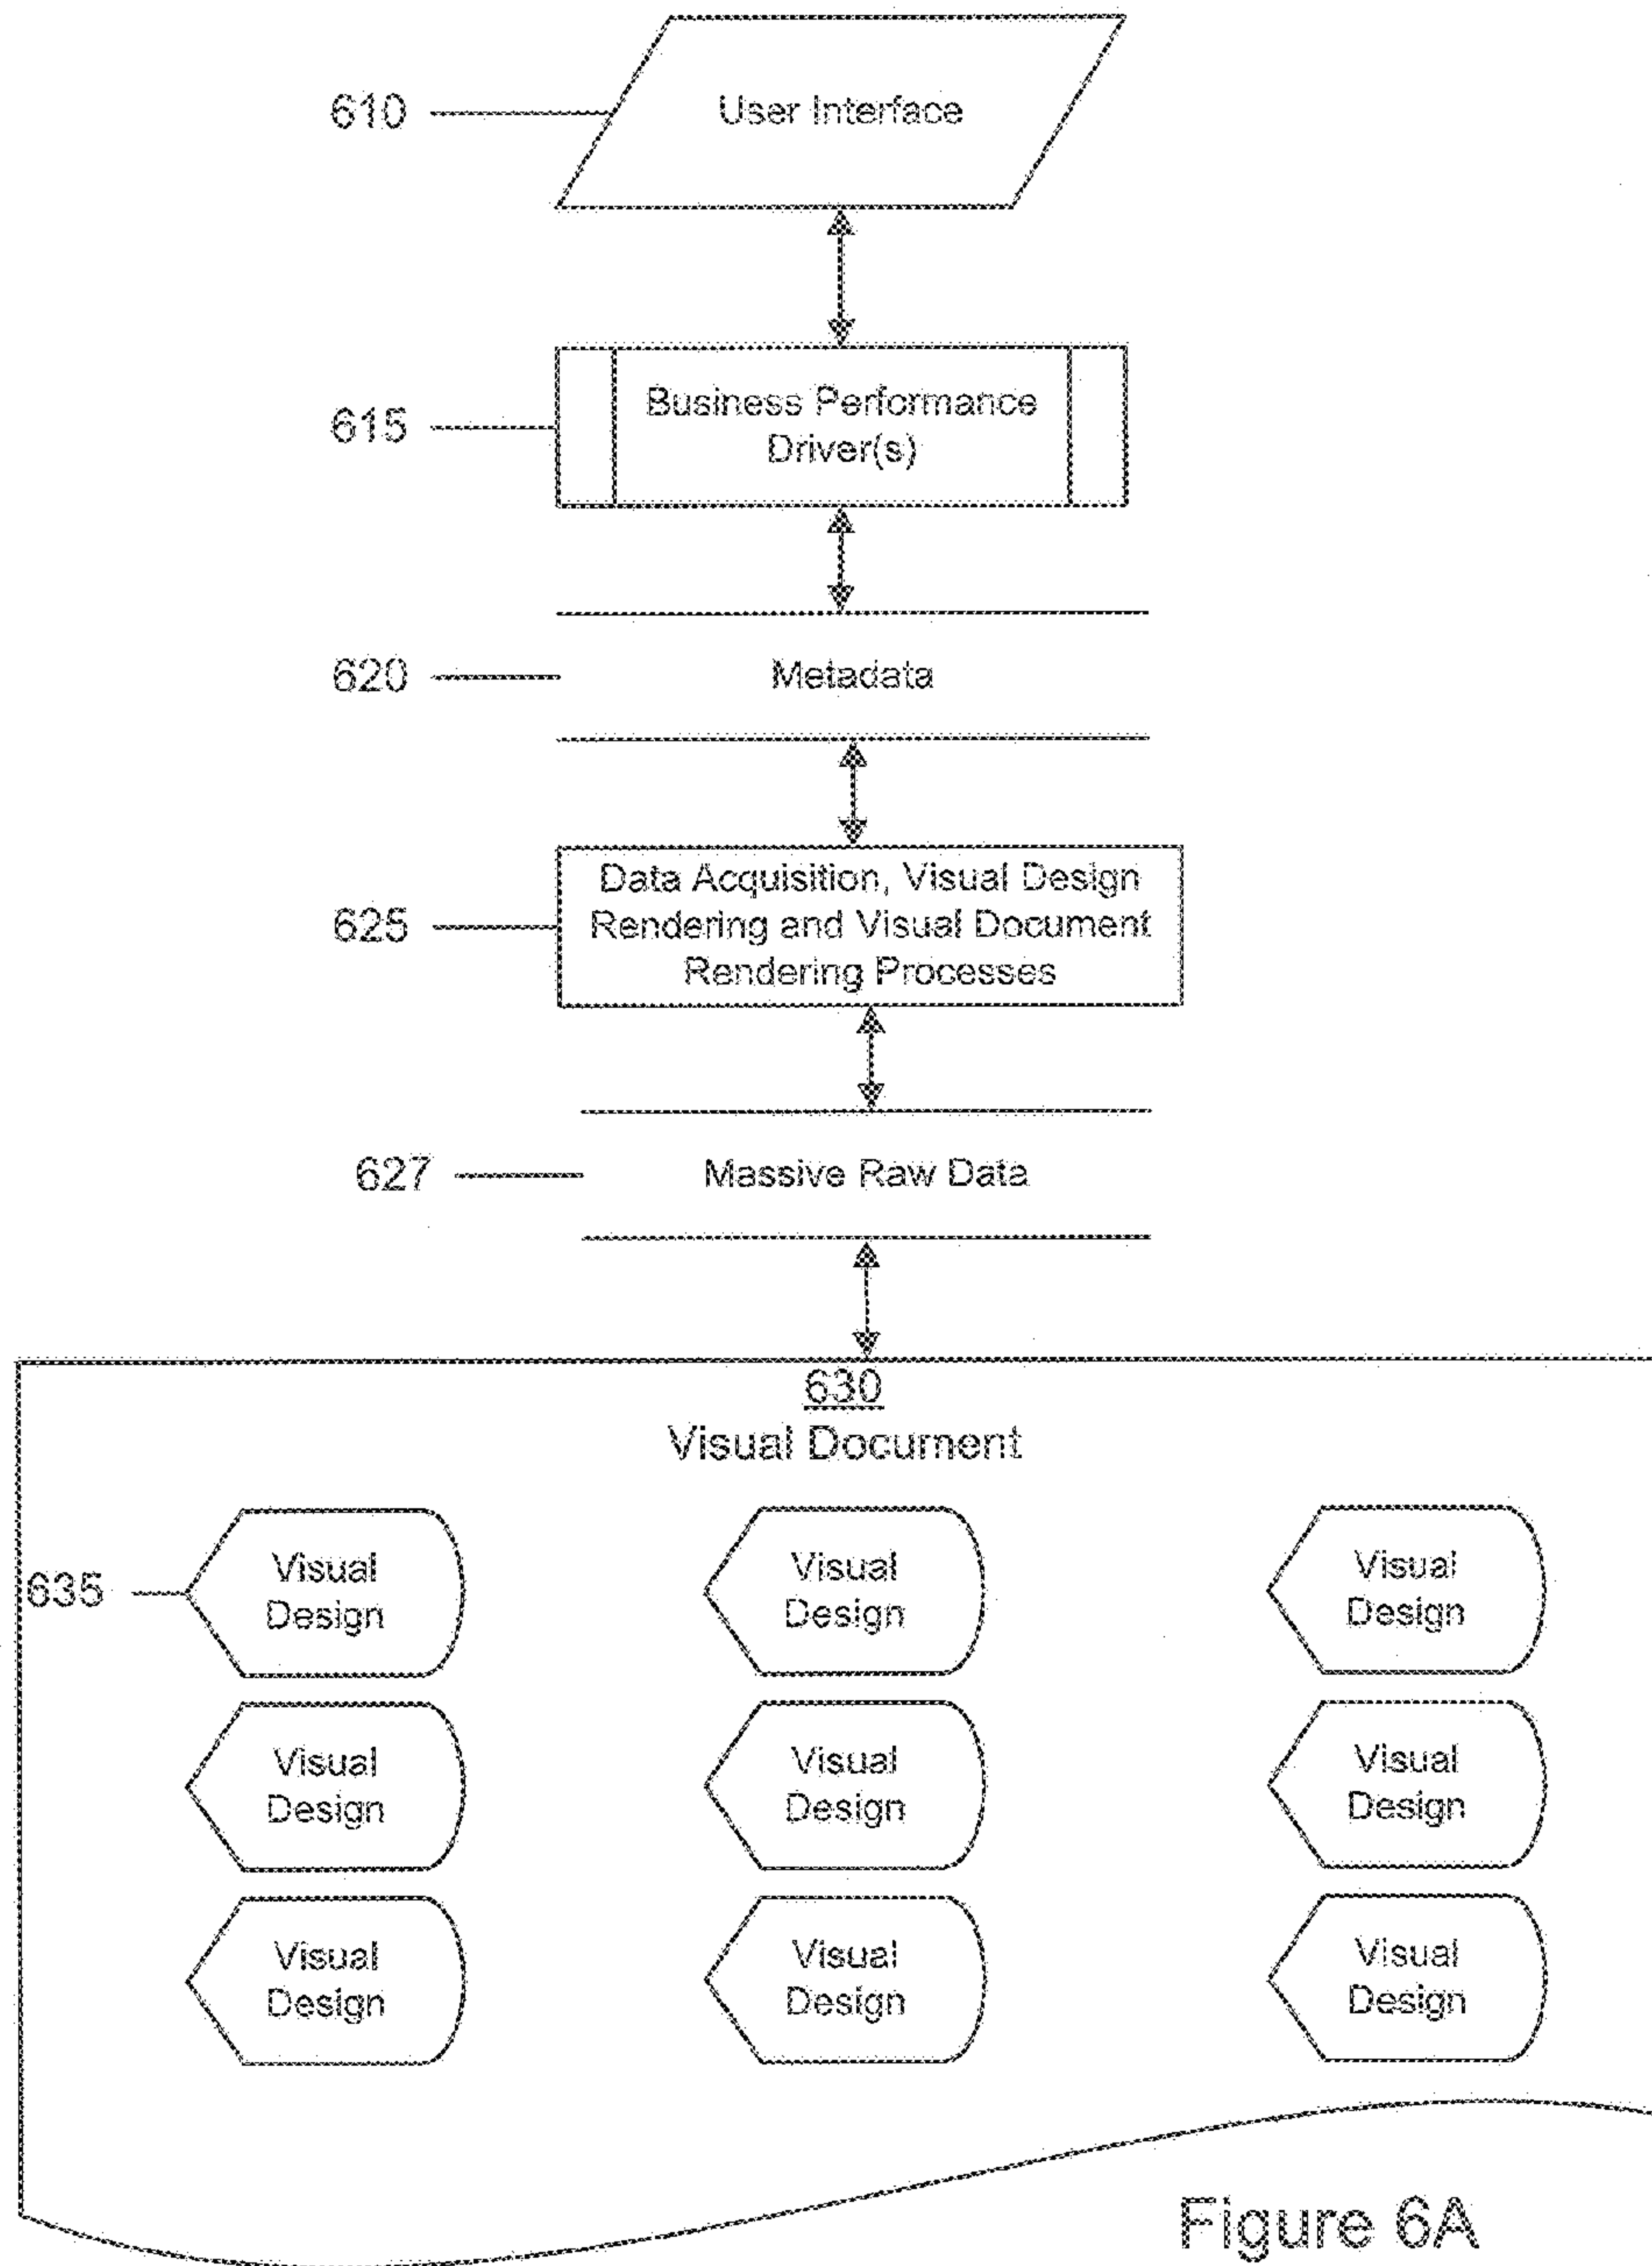 610
User Interface
615
Business Performance
Driver(s)
620
Metadata
625
Data Acquisition, Visual Design
Rendering and Visual Document
Rendering Processes
627
Massive Raw Data
630
Visual Document
635
Visual
Design
Visual
Design
Visual
Design
Visual
Design
Visual
Design
Visual
Design
Visual
Design
Visual
Design
Visual
Design
Figure 6A